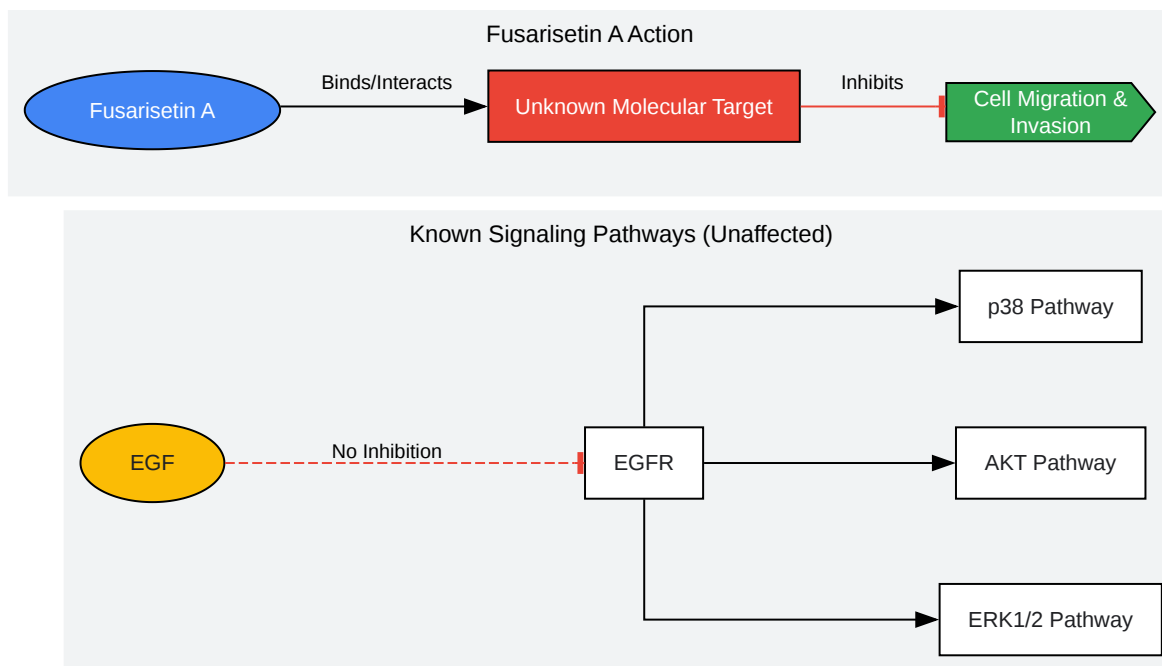 Fusarisetin A Action
Fusarisetin A
Binds/Interacts
Unknown Molecular Target
Inhibits
Cell Migration &
Invasion
Known Signaling Pathways (Unaffected)
p38 Pathway
EGF
No Inhibition
EGFR
AKT Pathway
ERK1/2 Pathway